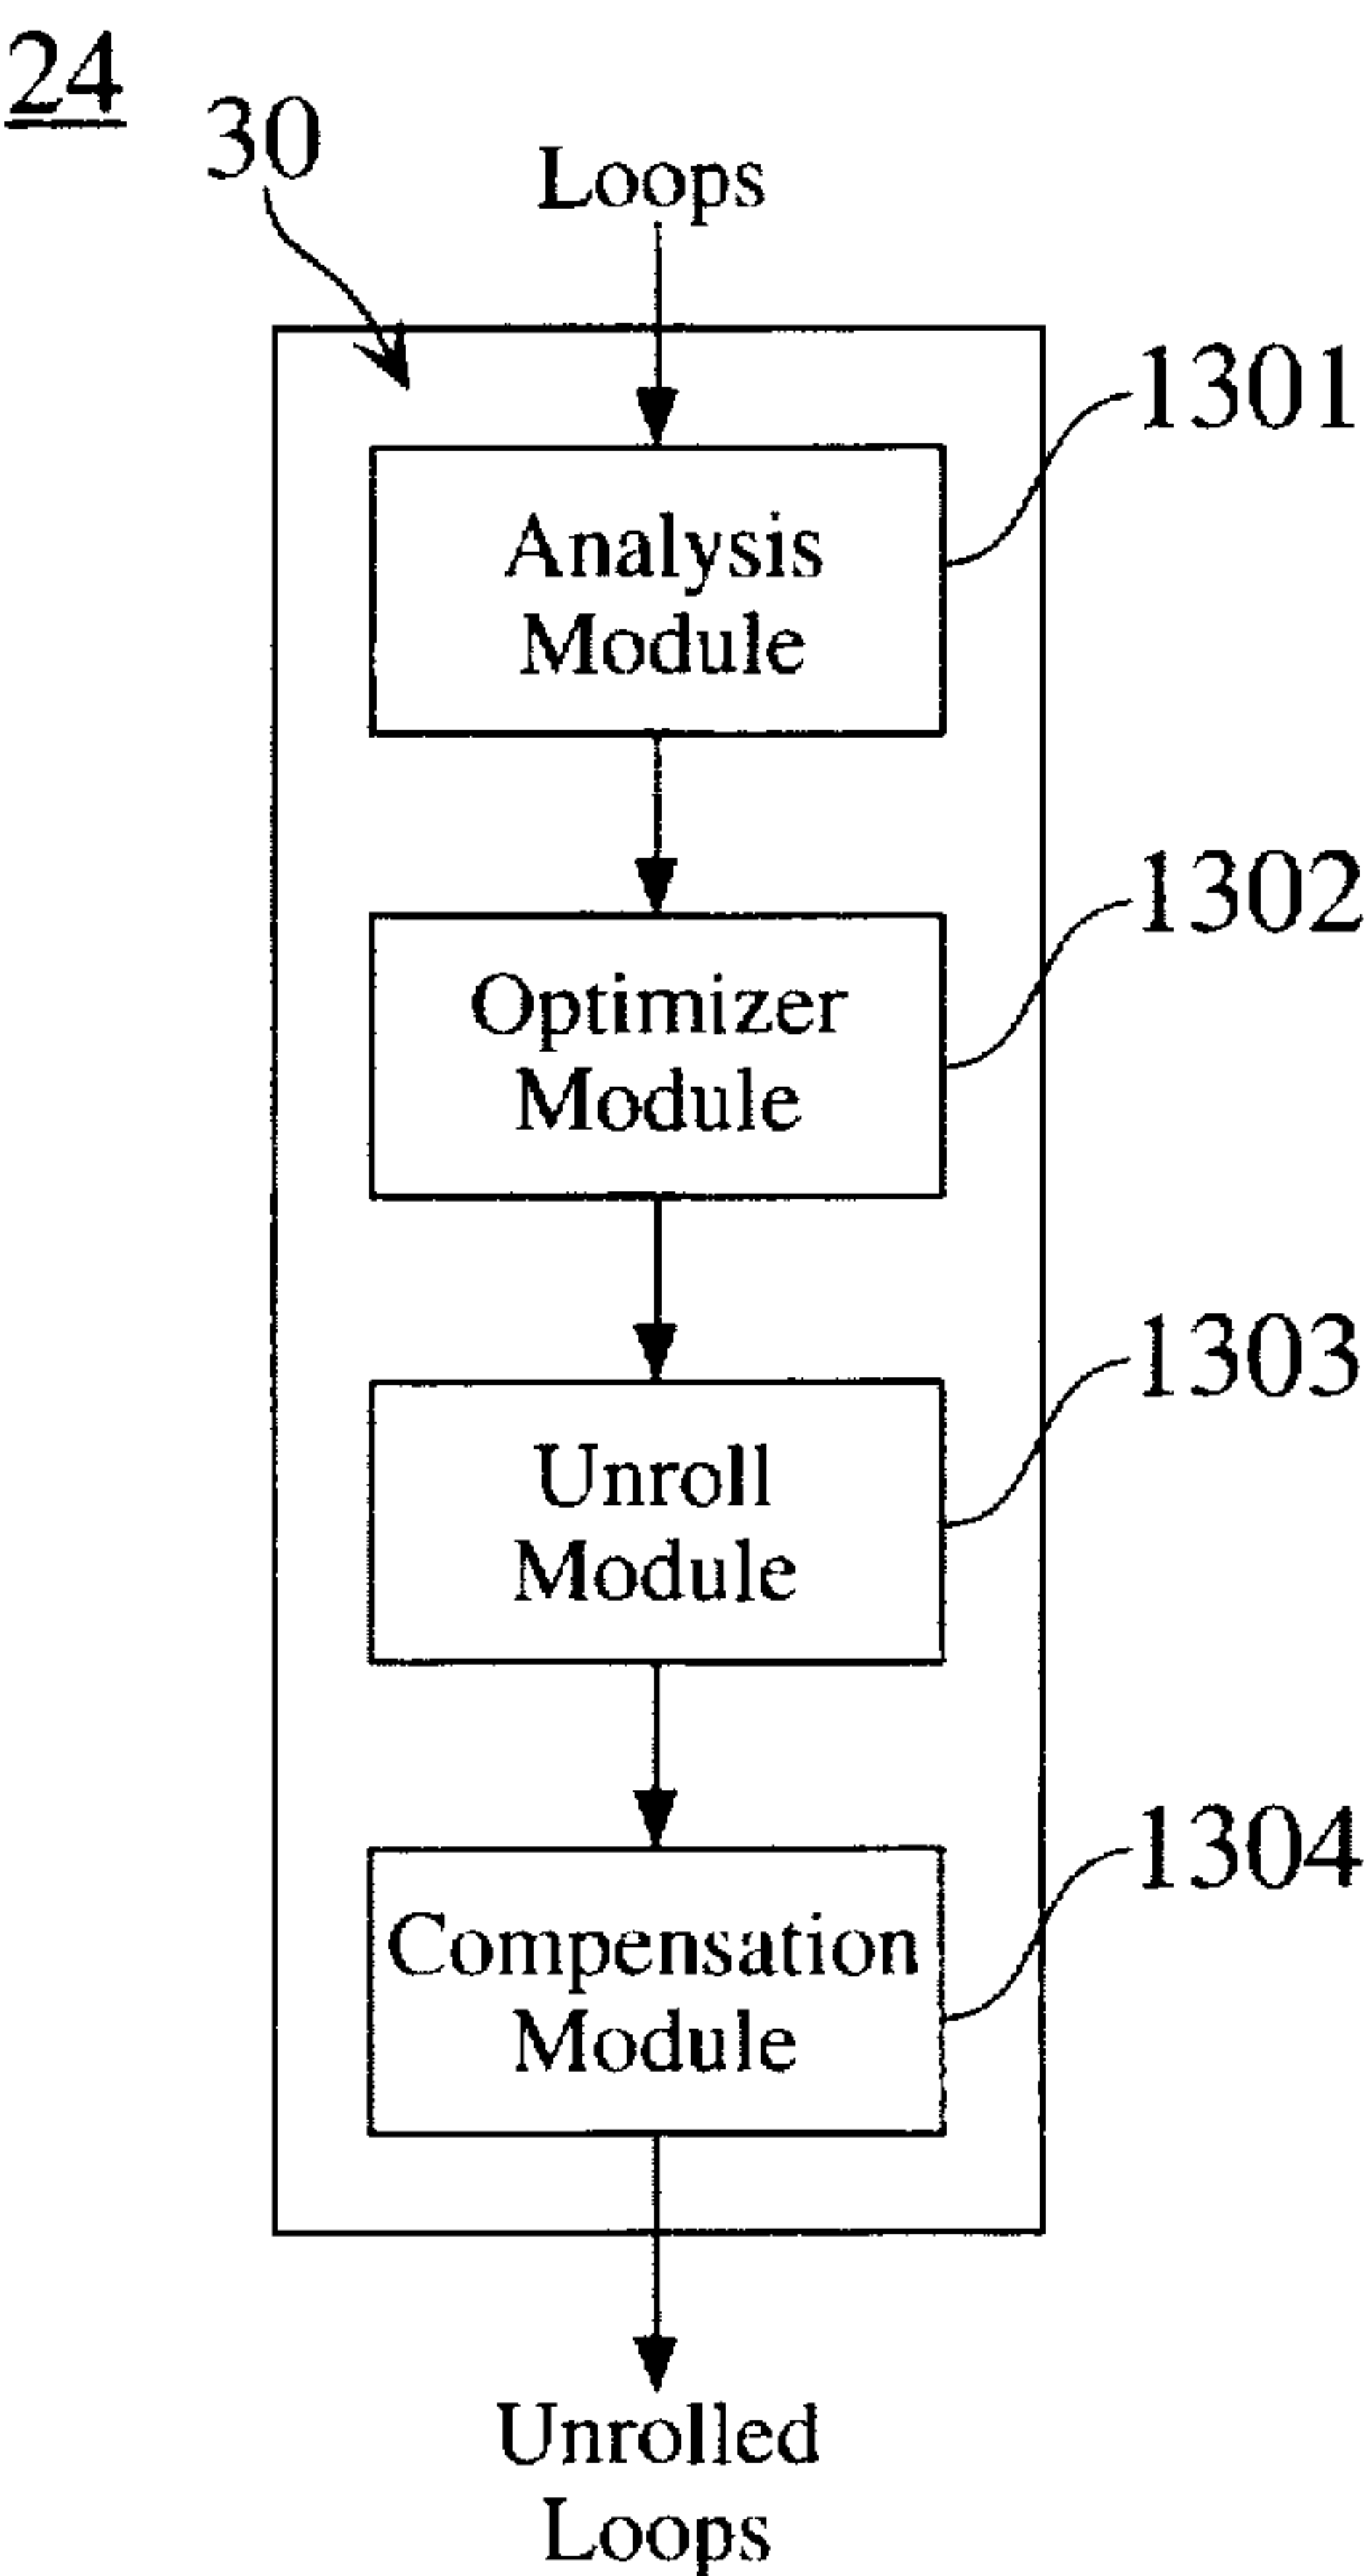 24
30
Loops
1301
Analysis
Module
1302
Optimizer
Module
1303
Unroll
Module
1304
Compensation
Module
Unrolled
Loops